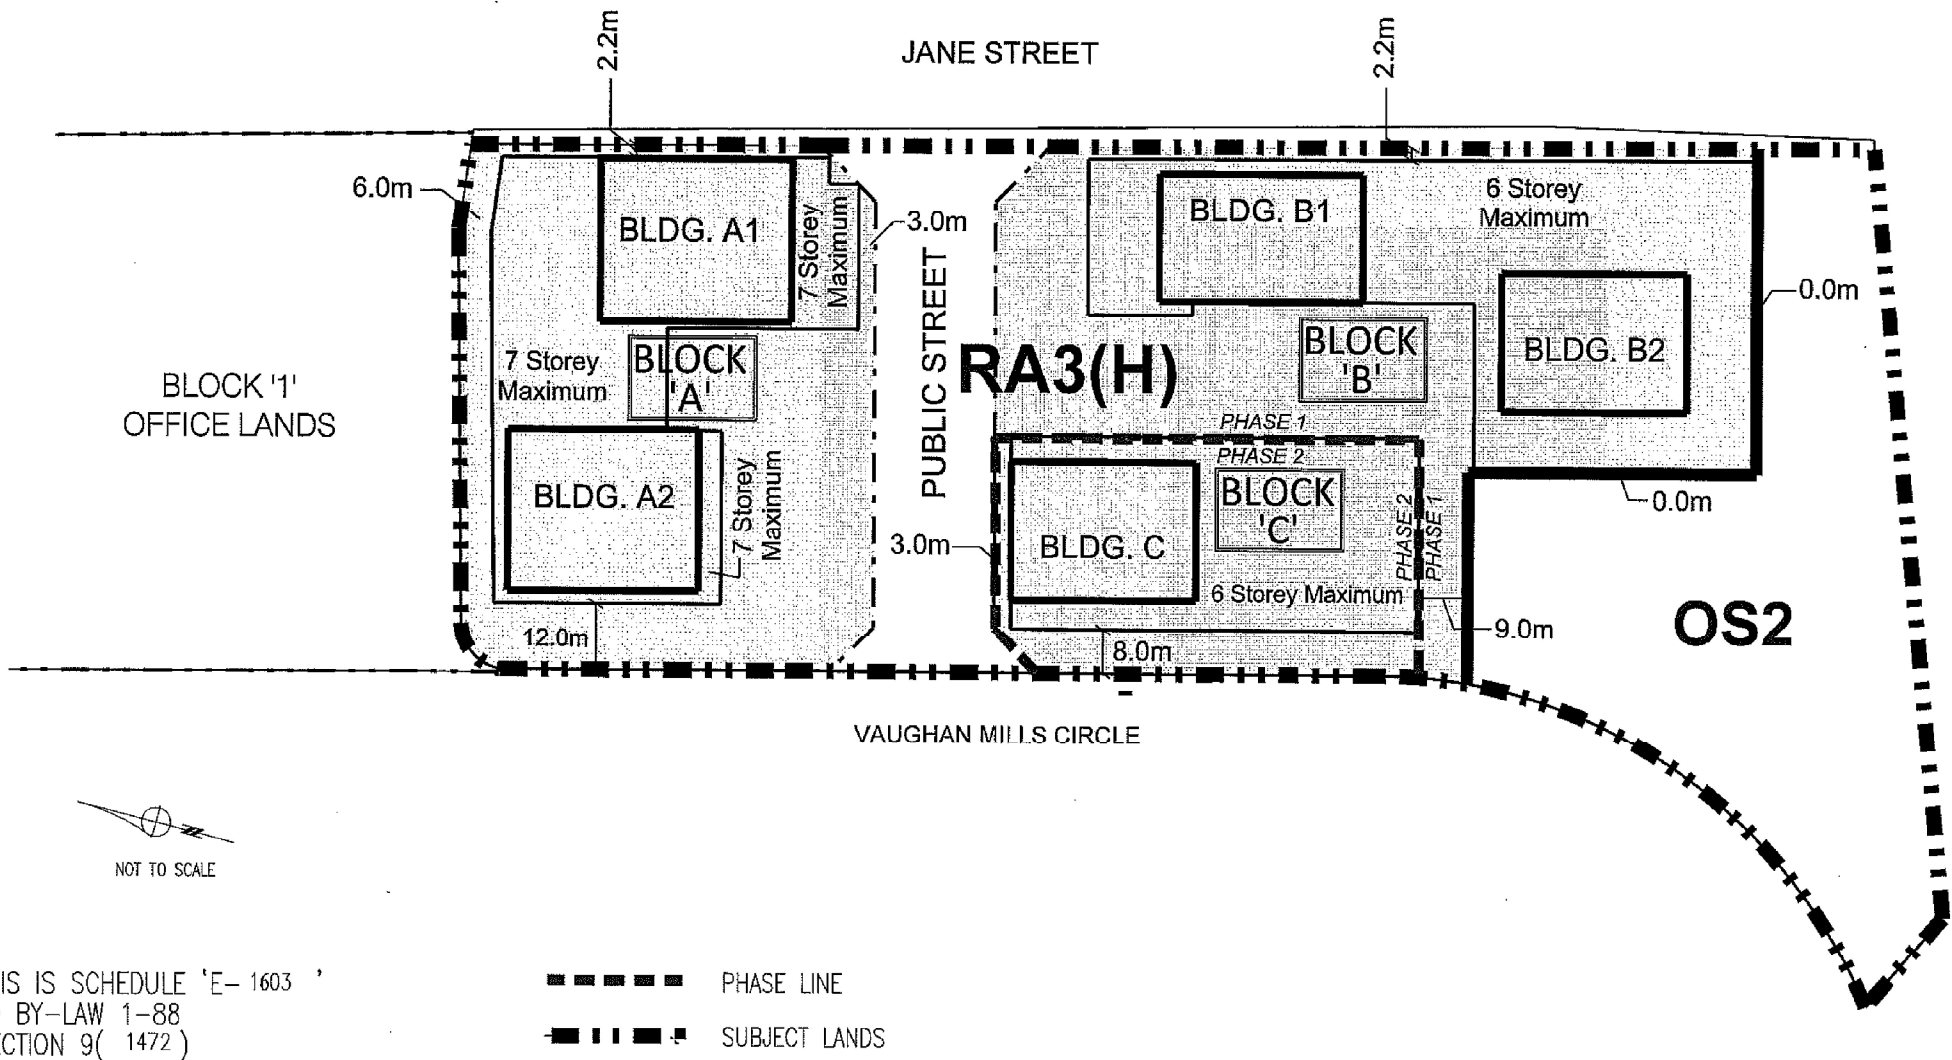 JANE STREET
2.2m
2.2m
6.0m
BLDG. A1
7 Storey
Maximum
3.0m
BLDG. B1
6 Storey
Maximum
0.0m
PUBLIC STREET
RA3(H)
BLOCK
'A'
7 Storey
Maximum
BLOCK
'B'
BLDG. B2
BLOCK '1'
OFFICE LANDS
PHASE 1
PHASE 2
BLDG. A2
7 Storey
Maximum
BLOCK
'C'
BLDG. C
3.0m
PHASE 2
PHASE 1
0.0m
6 Storey Maximum
12.0m
8.0m
9.0m
OS2
VAUGHAN MILLS CIRCLE
NOT TO SCALE
IS IS SCHEDULE 'E- 1603 '
BY-LAW 1-88
ECTION 9( 1472 )
PHASE LINE
SUBJECT LANDS